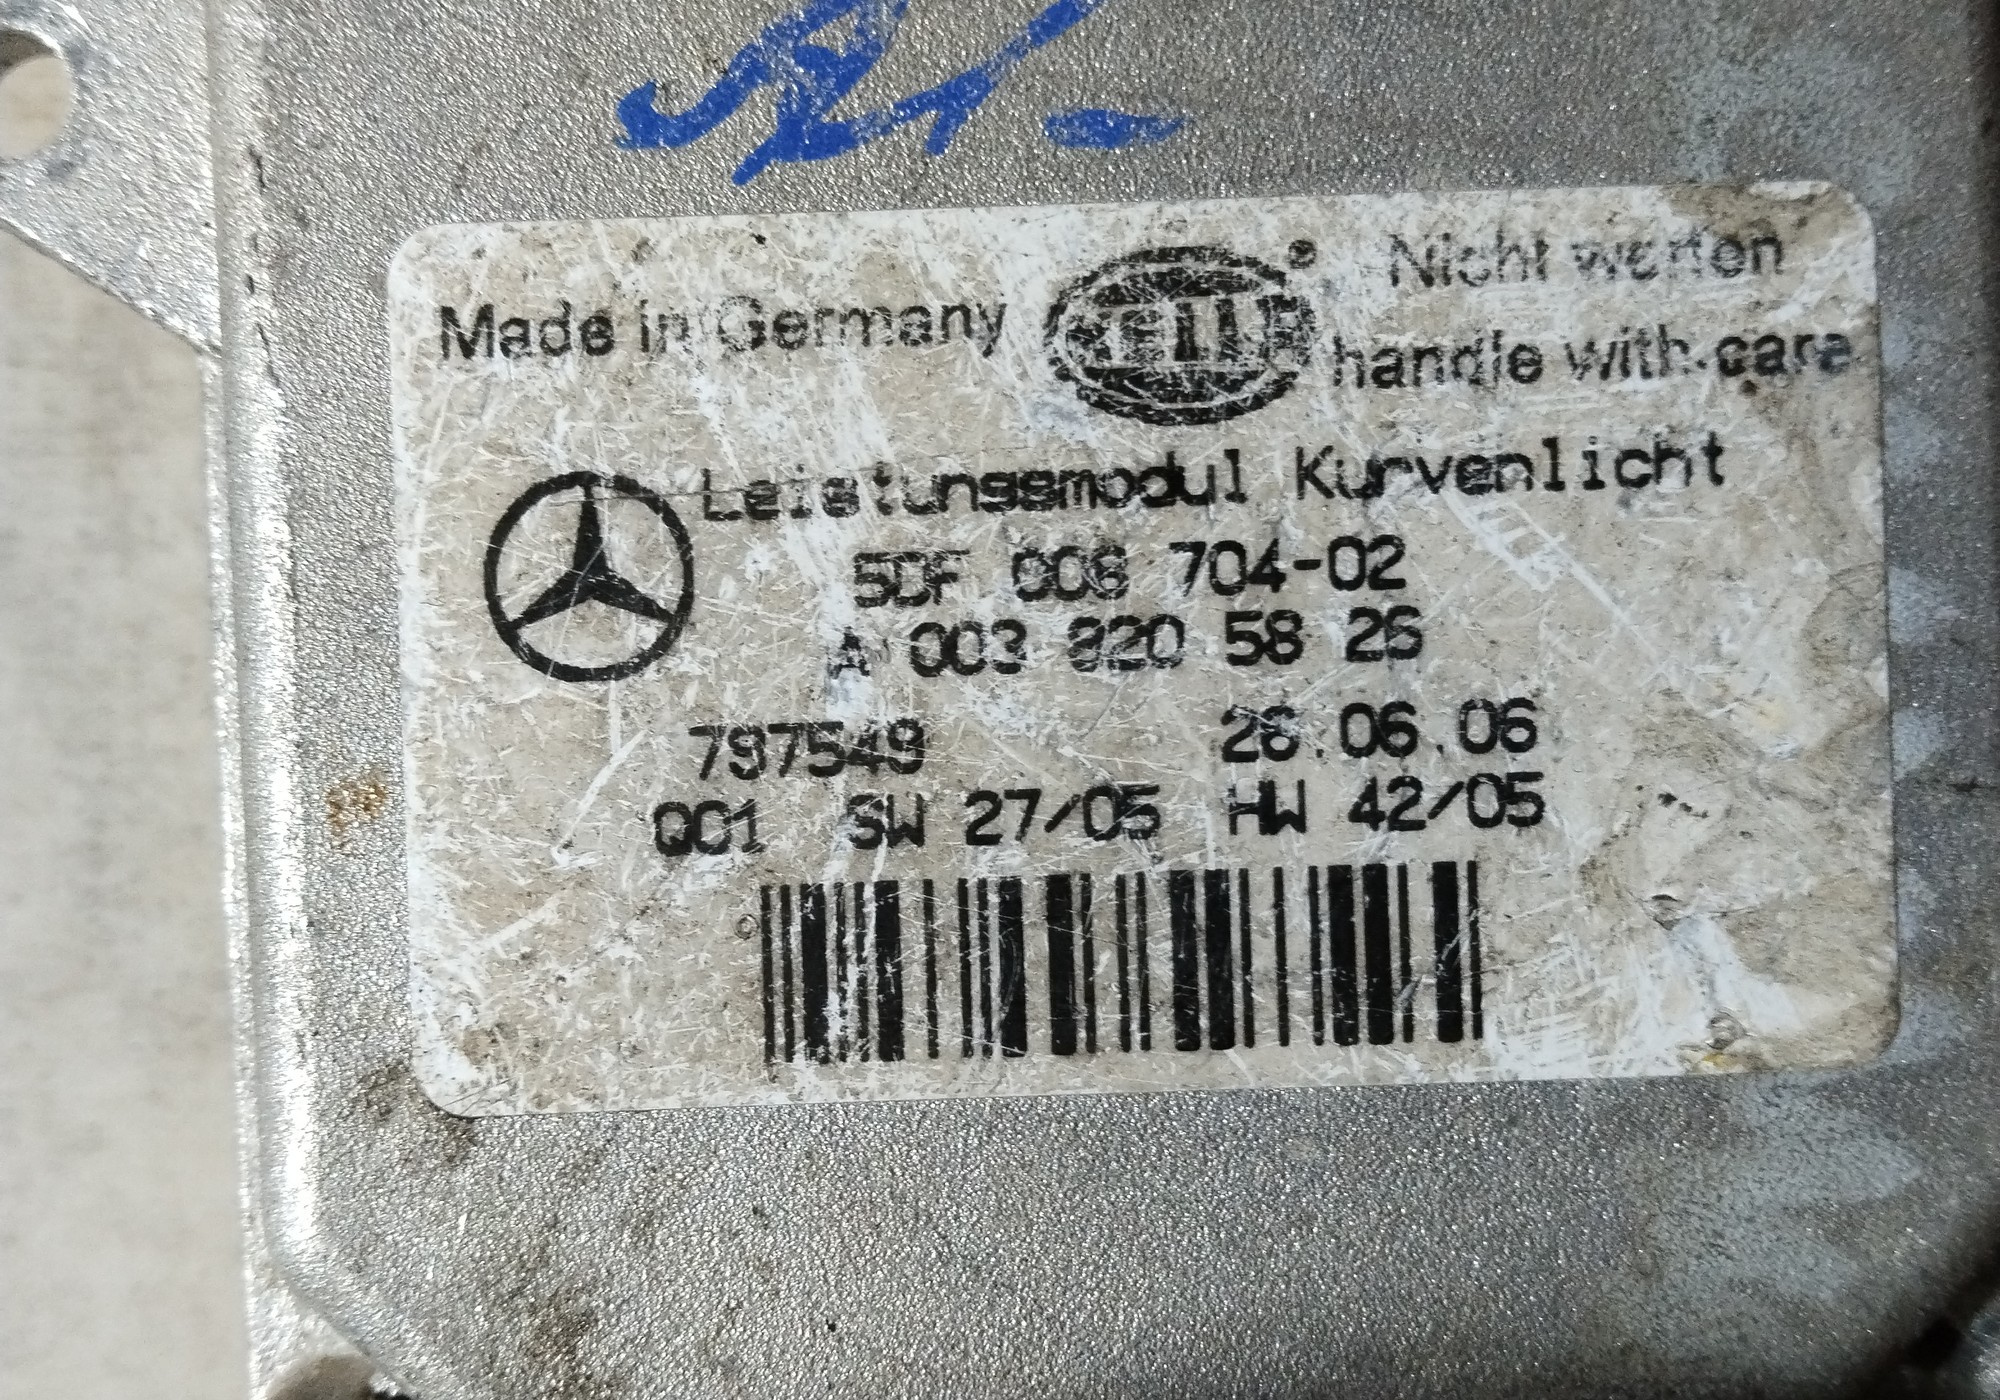 Made in Germany
HELLA
Nicht werfen
handle with care
Leistungsmodul Kurvenlicht
5DF 008 704-02
A 003 820 58 26
797549 26.06.06
Q01 SW 27/05 HW 42/05